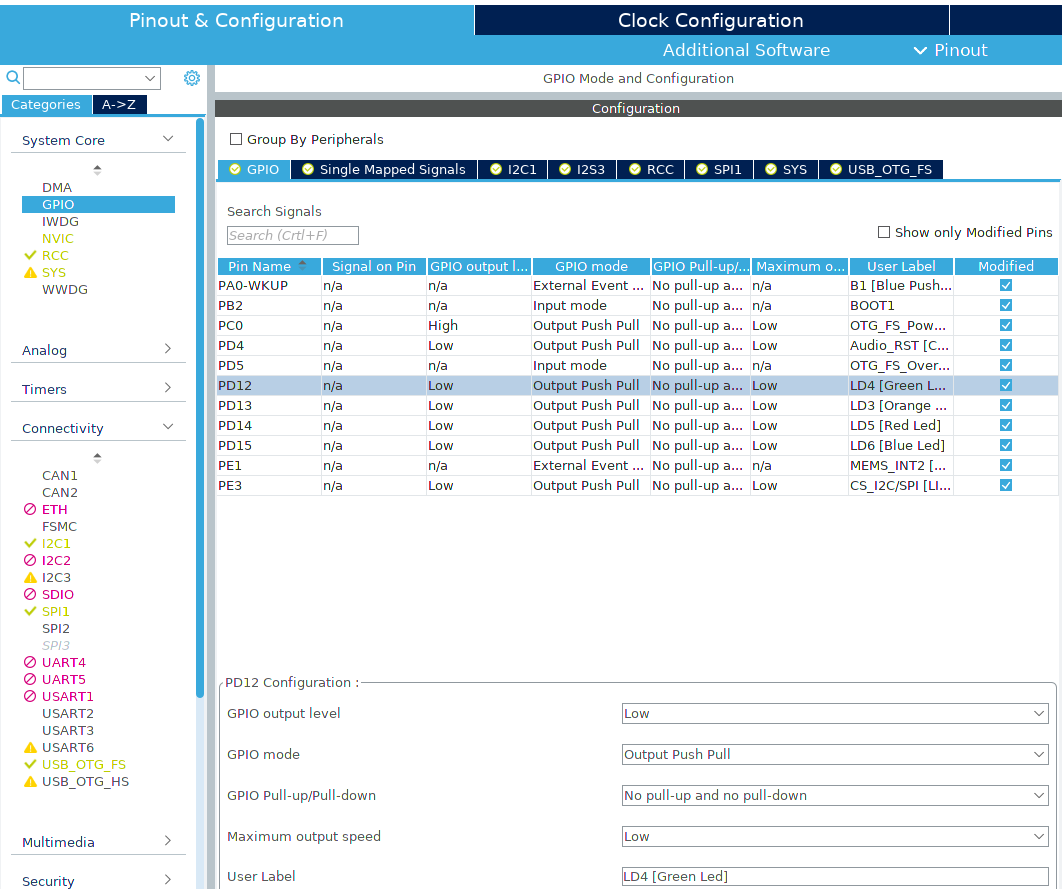 Pinout & Configuration
Clock Configuration
Additional Software
Pinout
Categories
A->Z
System Core
DMA
GPIO
IWDG
NVIC
RCC
SYS
WWDG
Analog
Timers
Connectivity
CAN1
CAN2
ETH
FSMC
I2C1
I2C2
I2C3
SDIO
SPI1
SPI2
SPI3
UART4
UART5
USART1
USART2
USART3
USART6
USB_OTG_FS
USB_OTG_HS
Multimedia
Security
GPIO Mode and Configuration
Configuration
Group By Peripherals
GPIO Single Mapped Signals I2C1 I2S3 RCC SPI1 SYS USB_OTG_FS
Search Signals
Search (Crtl+F)
Show only Modified Pins
Pin Name Signal on Pin GPIO output l... GPIO mode GPIO Pull-up/... Maximum o... User Label Modified
PA0-WKUP n/a n/a External Event ... No pull-up a... n/a B1 [Blue Push...
PB2 n/a n/a Input mode No pull-up a... n/a BOOT1
PC0 n/a High Output Push Pull No pull-up a... Low OTG_FS_Pow...
PD4 n/a Low Output Push Pull No pull-up a... Low Audio_RST [C...
PD5 n/a n/a Input mode No pull-up a... n/a OTG_FS_Over...
PD12 n/a Low Output Push Pull No pull-up a... Low LD4 [Green L...
PD13 n/a Low Output Push Pull No pull-up a... Low LD3 [Orange ...
PD14 n/a Low Output Push Pull No pull-up a... Low LD5 [Red Led]
PD15 n/a Low Output Push Pull No pull-up a... Low LD6 [Blue Led]
PE1 n/a n/a External Event ... No pull-up a... n/a MEMS_INT2 [...
PE3 n/a Low Output Push Pull No pull-up a... Low CS_I2C/SPI [LI...
PD12 Configuration :
GPIO output level Low
GPIO mode Output Push Pull
GPIO Pull-up/Pull-down No pull-up and no pull-down
Maximum output speed Low
User Label LD4 [Green Led]